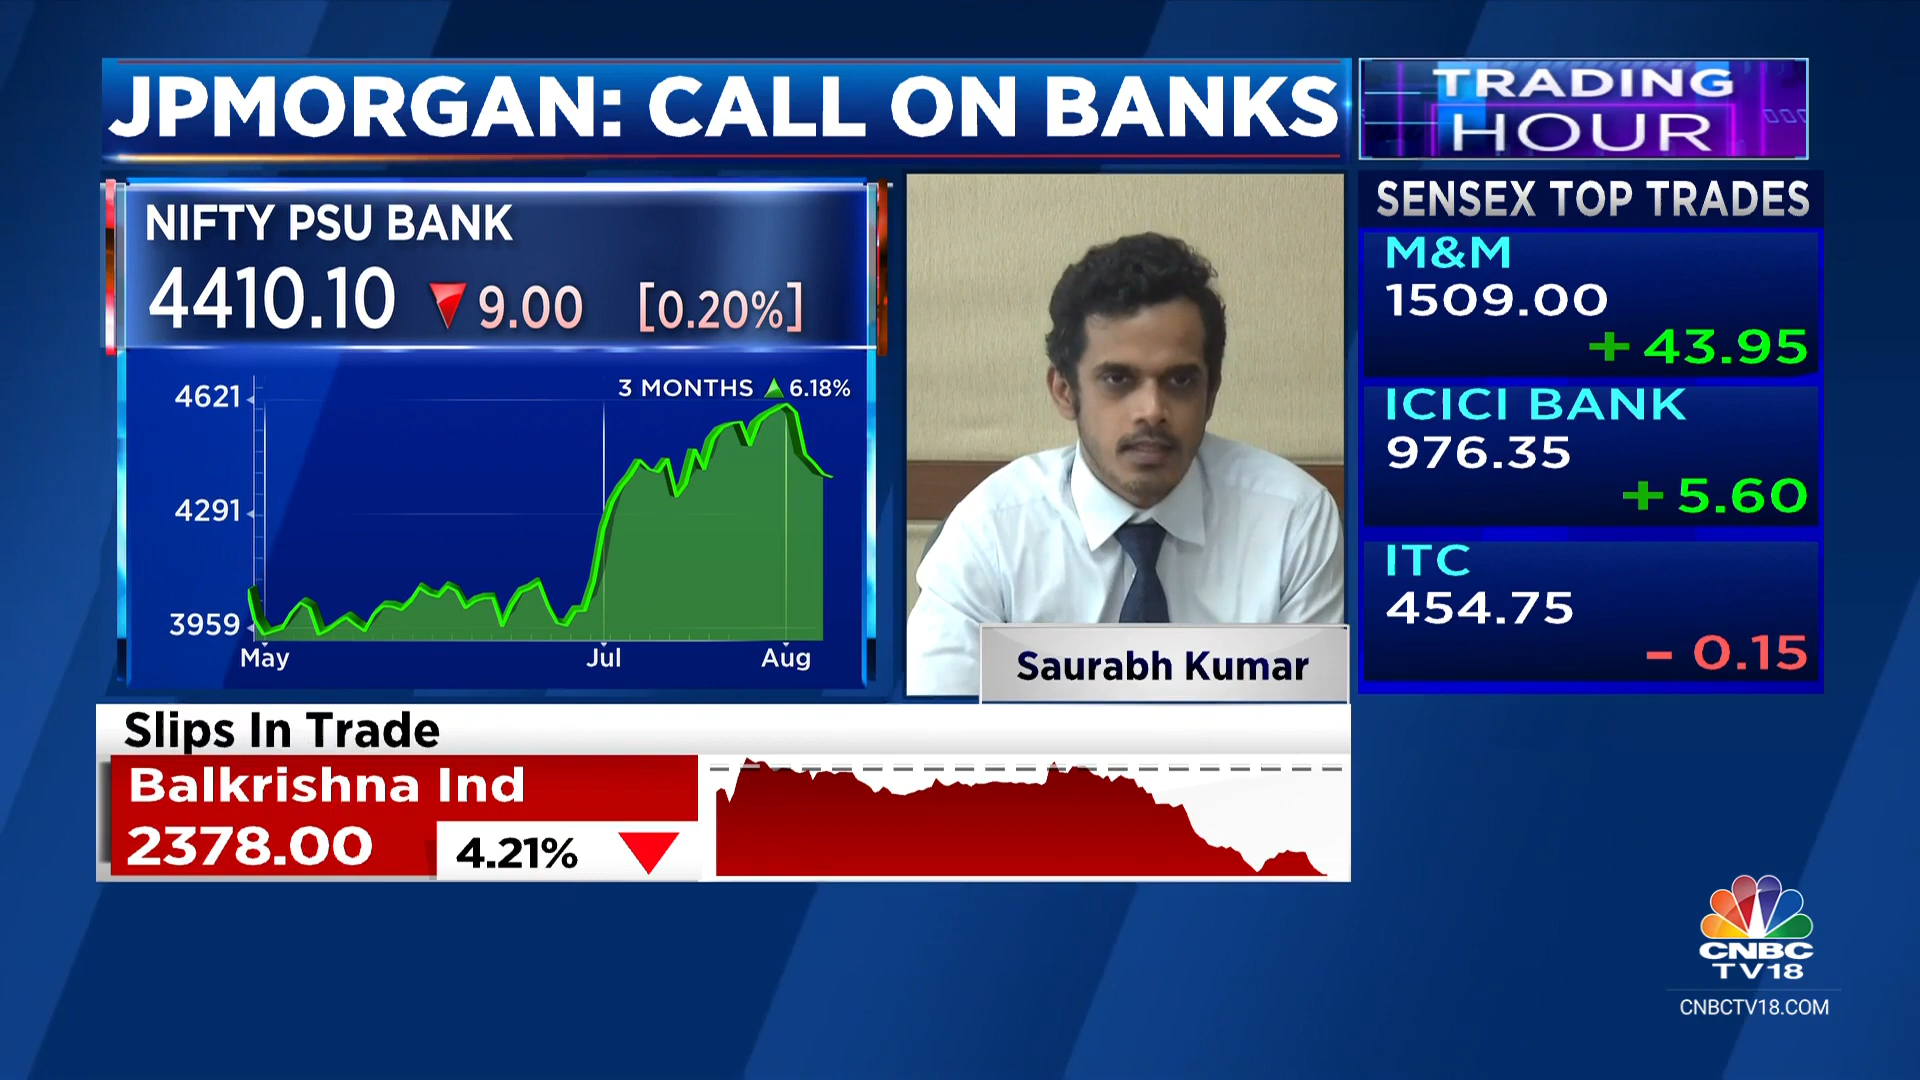 JPMORGAN: CALL ON BANKS
TRADING
HOUR
NIFTY PSU BANK
4410.10 ▼ 9.00 [0.20%]
3 MONTHS ▲ 6.18%
4621
4291
3959
May Jul Aug
Saurabh Kumar
SENSEX TOP TRADES
M&M
1509.00
+ 43.95
ICICI BANK
976.35
+ 5.60
ITC
454.75
- 0.15
Slips In Trade
Balkrishna Ind
2378.00 4.21% ▼
CNBC
TV18
CNBCTV18.COM